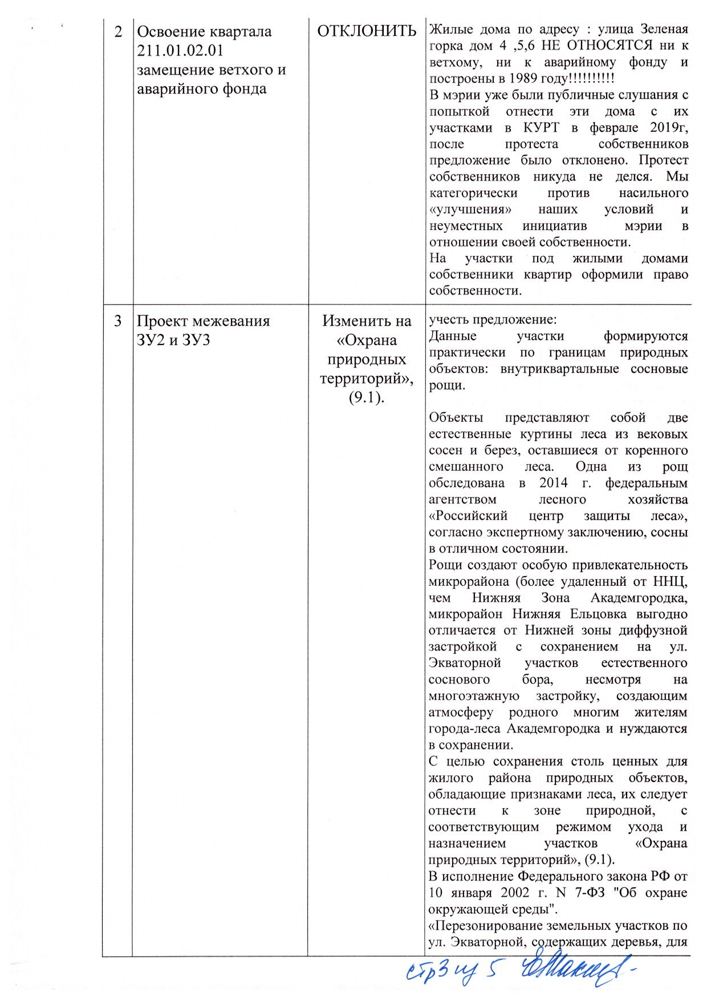 2
Освоение квартала
211.01.02.01
замещение ветхого и
аварийного фонда
ОТКЛОНИТЬ
Жилые дома по адресу : улица Зеленая
горка дом 4 ,5,6 НЕ ОТНОСЯТСЯ ни к
ветхому, ни к аварийному фонду и
построены в 1989 году!!!!!!!!!!
В мэрии уже были публичные слушания с
попыткой отнести эти дома с их
участками в КУРТ в феврале 2019г,
после протеста собственников
предложение было отклонено. Протест
собственников никуда не делся. Мы
категорически против насильного
«улучшения» наших условий и
неуместных инициатив мэрии в
отношении своей собственности.
На участки под жилыми домами
собственники квартир оформили право
собственности.
3
Проект межевания
ЗУ2 и ЗУ3
Изменить на
«Охрана
природных
территорий»,
(9.1).
учесть предложение:
Данные участки формируются
практически по границам природных
объектов: внутриквартальные сосновые
рощи.
Объекты представляют собой две
естественные куртины леса из вековых
сосен и берез, оставшиеся от коренного
смешанного леса. Одна из рощ
обследована в 2014 г. федеральным
агентством лесного хозяйства
«Российский центр защиты леса»,
согласно экспертному заключению, сосны
в отличном состоянии.
Рощи создают особую привлекательность
микрорайона (более удаленный от ННЦ,
чем Нижняя Зона Академгородка,
микрорайон Нижняя Ельцовка выгодно
отличается от Нижней зоны диффузной
застройкой с сохранением на ул.
Экваторной участков естественного
соснового бора, несмотря на
многоэтажную застройку, создающим
атмосферу родного многим жителям
города-леса Академгородка и нуждаются
в сохранении.
С целью сохранения столь ценных для
жилого района природных объектов,
обладающие признаками леса, их следует
отнести к зоне природной, с
соответствующим режимом ухода и
назначением участков «Охрана
природных территорий», (9.1).
В исполнение Федерального закона РФ от
10 января 2002 г. N 7-ФЗ "Об охране
окружающей среды".
«Перезонирование земельных участков по
ул. Экваторной, содержащих деревья, для
стр 3 из 5